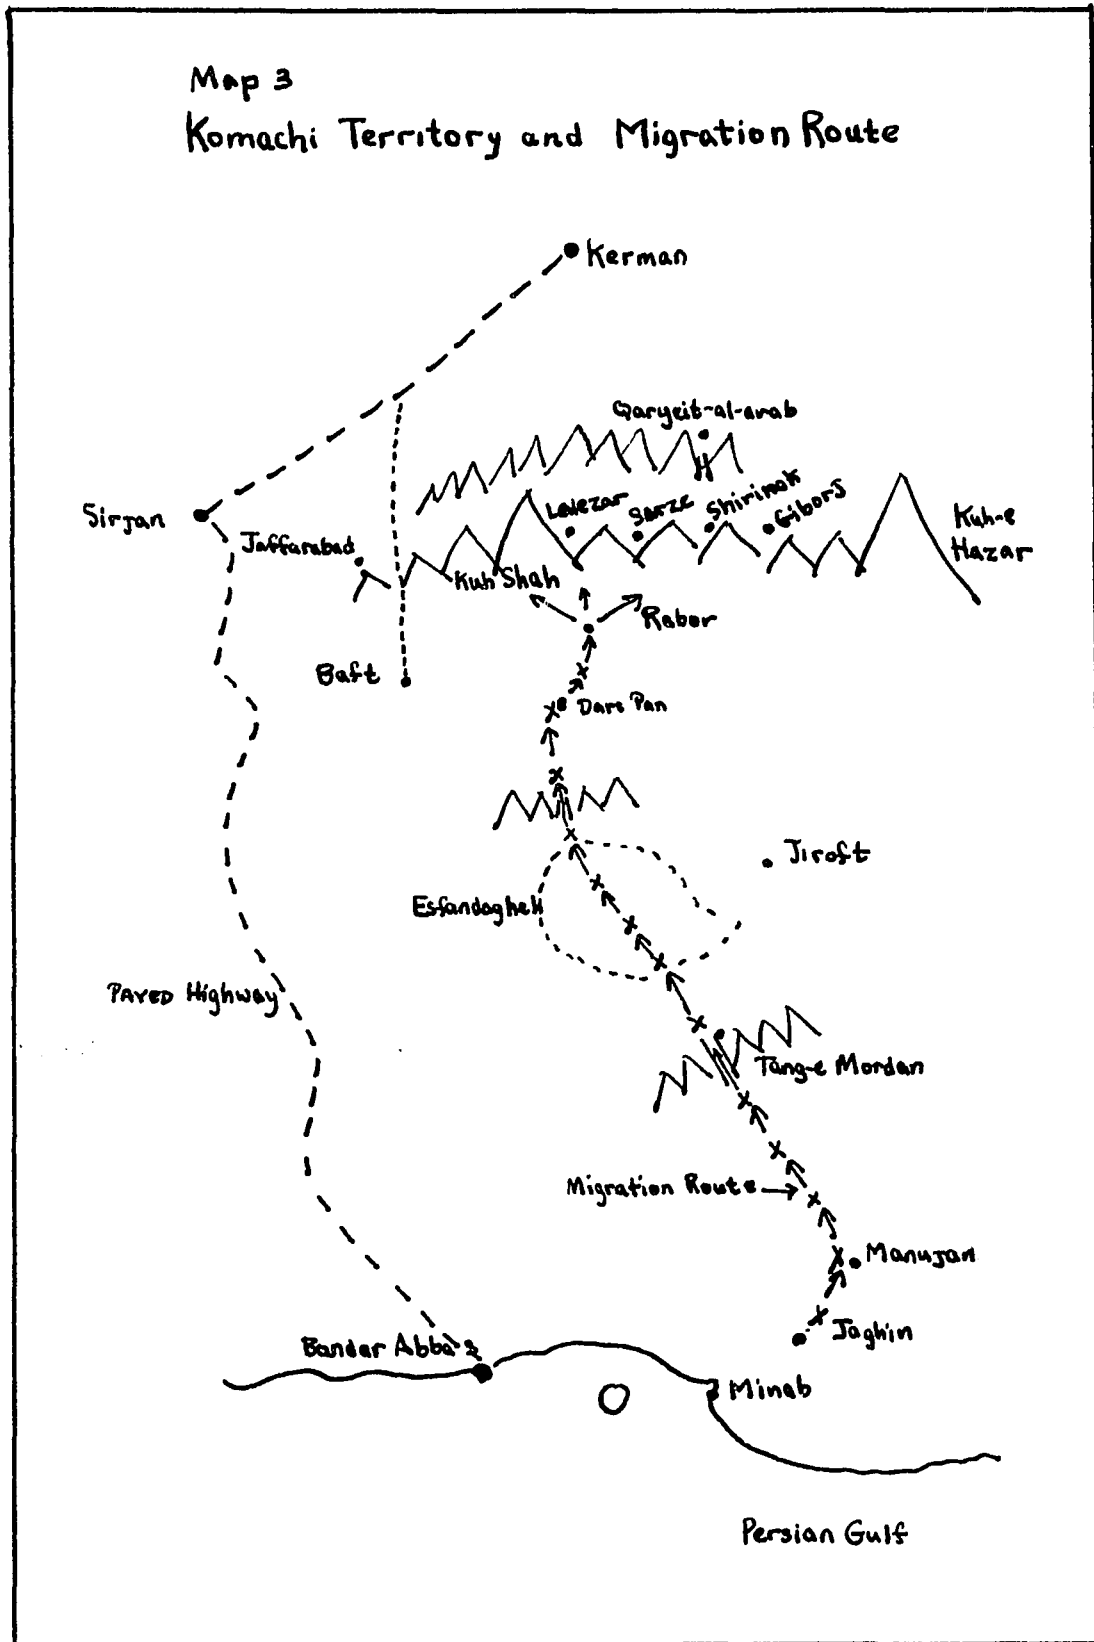 Map 3
Komachi Territory and Migration Route
Kerman
Qaryeit-al-arab
Sirjan
Lalezar
Sarze
Shirinak
Gibors
Kuh-e
Hazar
Jaffarabad
Kuh Shah
Rabor
Baft
Dare Pan
Jiroft
Esfandagheh
PAVED Highway
Tang-e Mordan
Migration Route
Manujan
Jaghin
Bandar Abbas
Minab
Persian Gulf